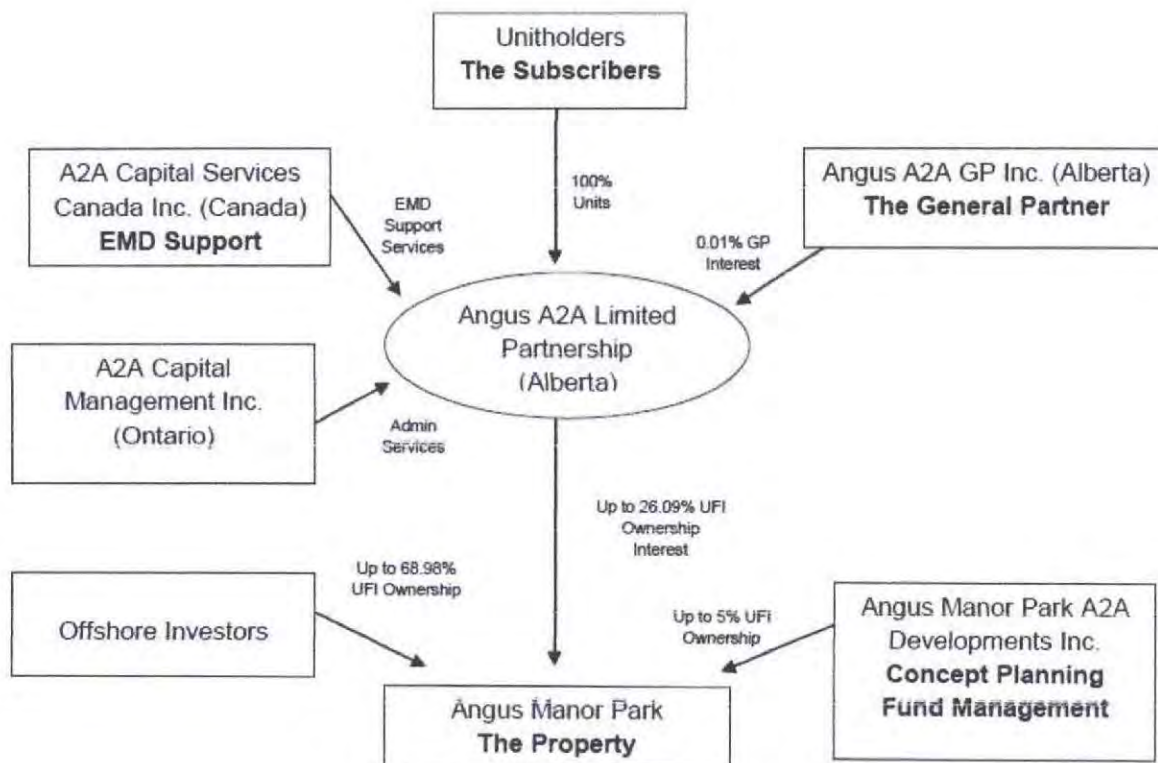 Unitholders
The Subscribers
A2A Capital Services
Canada Inc. (Canada)
EMD Support
EMD
Support
Services
100%
Units
Angus A2A GP Inc. (Alberta)
The General Partner
0.01% GP
Interest
Angus A2A Limited
Partnership
(Alberta)
A2A Capital
Management Inc.
(Ontario)
Admin
Services
Up to 26.09% UFI
Ownership
Interest
Up to 68.98%
UFI Ownership
Offshore Investors
Up to 5% UFI
Ownership
Angus Manor Park A2A
Developments Inc.
Concept Planning
Fund Management
Angus Manor Park
The Property